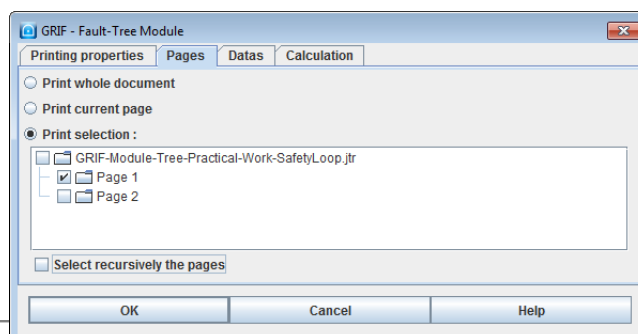 GRIF - Fault-Tree Module
Printing properties Pages Datas Calculation
Print whole document
Print current page
Print selection :
GRIF-Module-Tree-Practical-Work-SafetyLoop.jtr
Page 1
Page 2
Select recursively the pages
OK Cancel Help